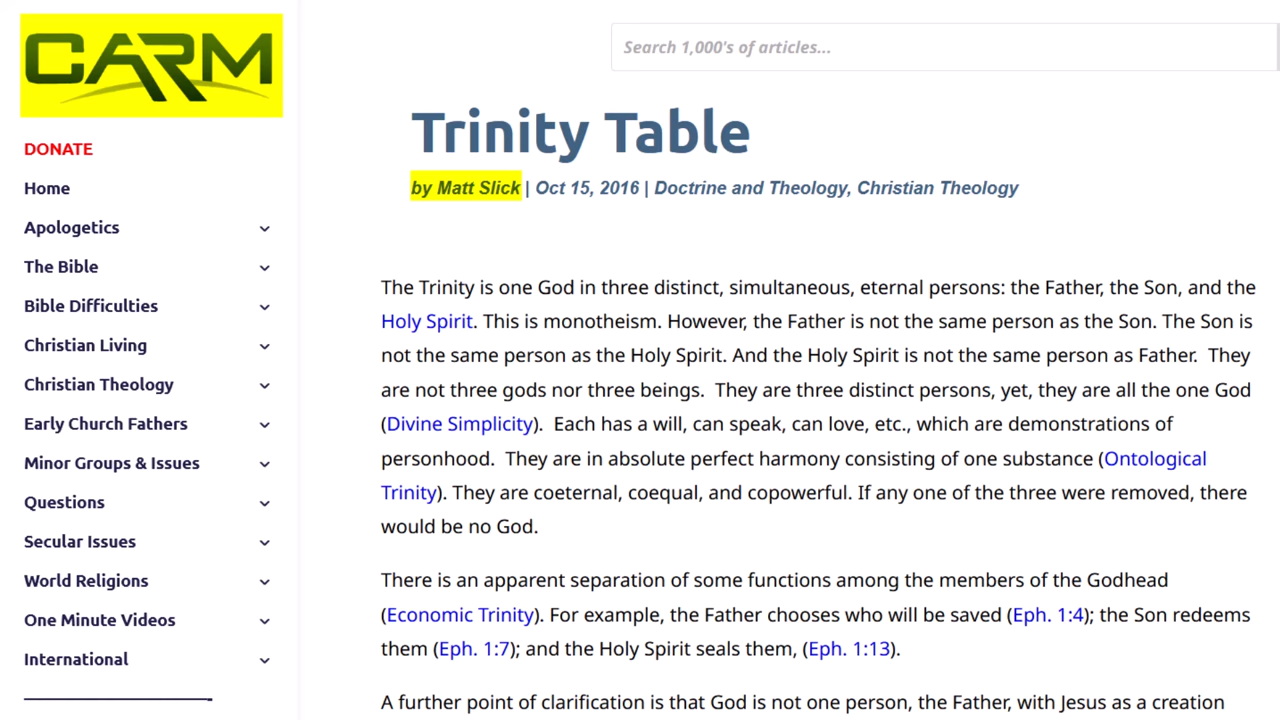 CARM
DONATE
Home
Apologetics
The Bible
Bible Difficulties
Christian Living
Christian Theology
Early Church Fathers
Minor Groups & Issues
Questions
Secular Issues
World Religions
One Minute Videos
International
Search 1,000's of articles...
Trinity Table
by Matt Slick | Oct 15, 2016 | Doctrine and Theology, Christian Theology
The Trinity is one God in three distinct, simultaneous, eternal persons: the Father, the Son, and the
Holy Spirit. This is monotheism. However, the Father is not the same person as the Son. The Son is
not the same person as the Holy Spirit. And the Holy Spirit is not the same person as Father. They
are not three gods nor three beings. They are three distinct persons, yet, they are all the one God
(Divine Simplicity). Each has a will, can speak, can love, etc., which are demonstrations of
personhood. They are in absolute perfect harmony consisting of one substance (Ontological
Trinity). They are coeternal, coequal, and copowerful. If any one of the three were removed, there
would be no God.
There is an apparent separation of some functions among the members of the Godhead
(Economic Trinity). For example, the Father chooses who will be saved (Eph. 1:4); the Son redeems
them (Eph. 1:7); and the Holy Spirit seals them, (Eph. 1:13).
A further point of clarification is that God is not one person, the Father, with Jesus as a creation